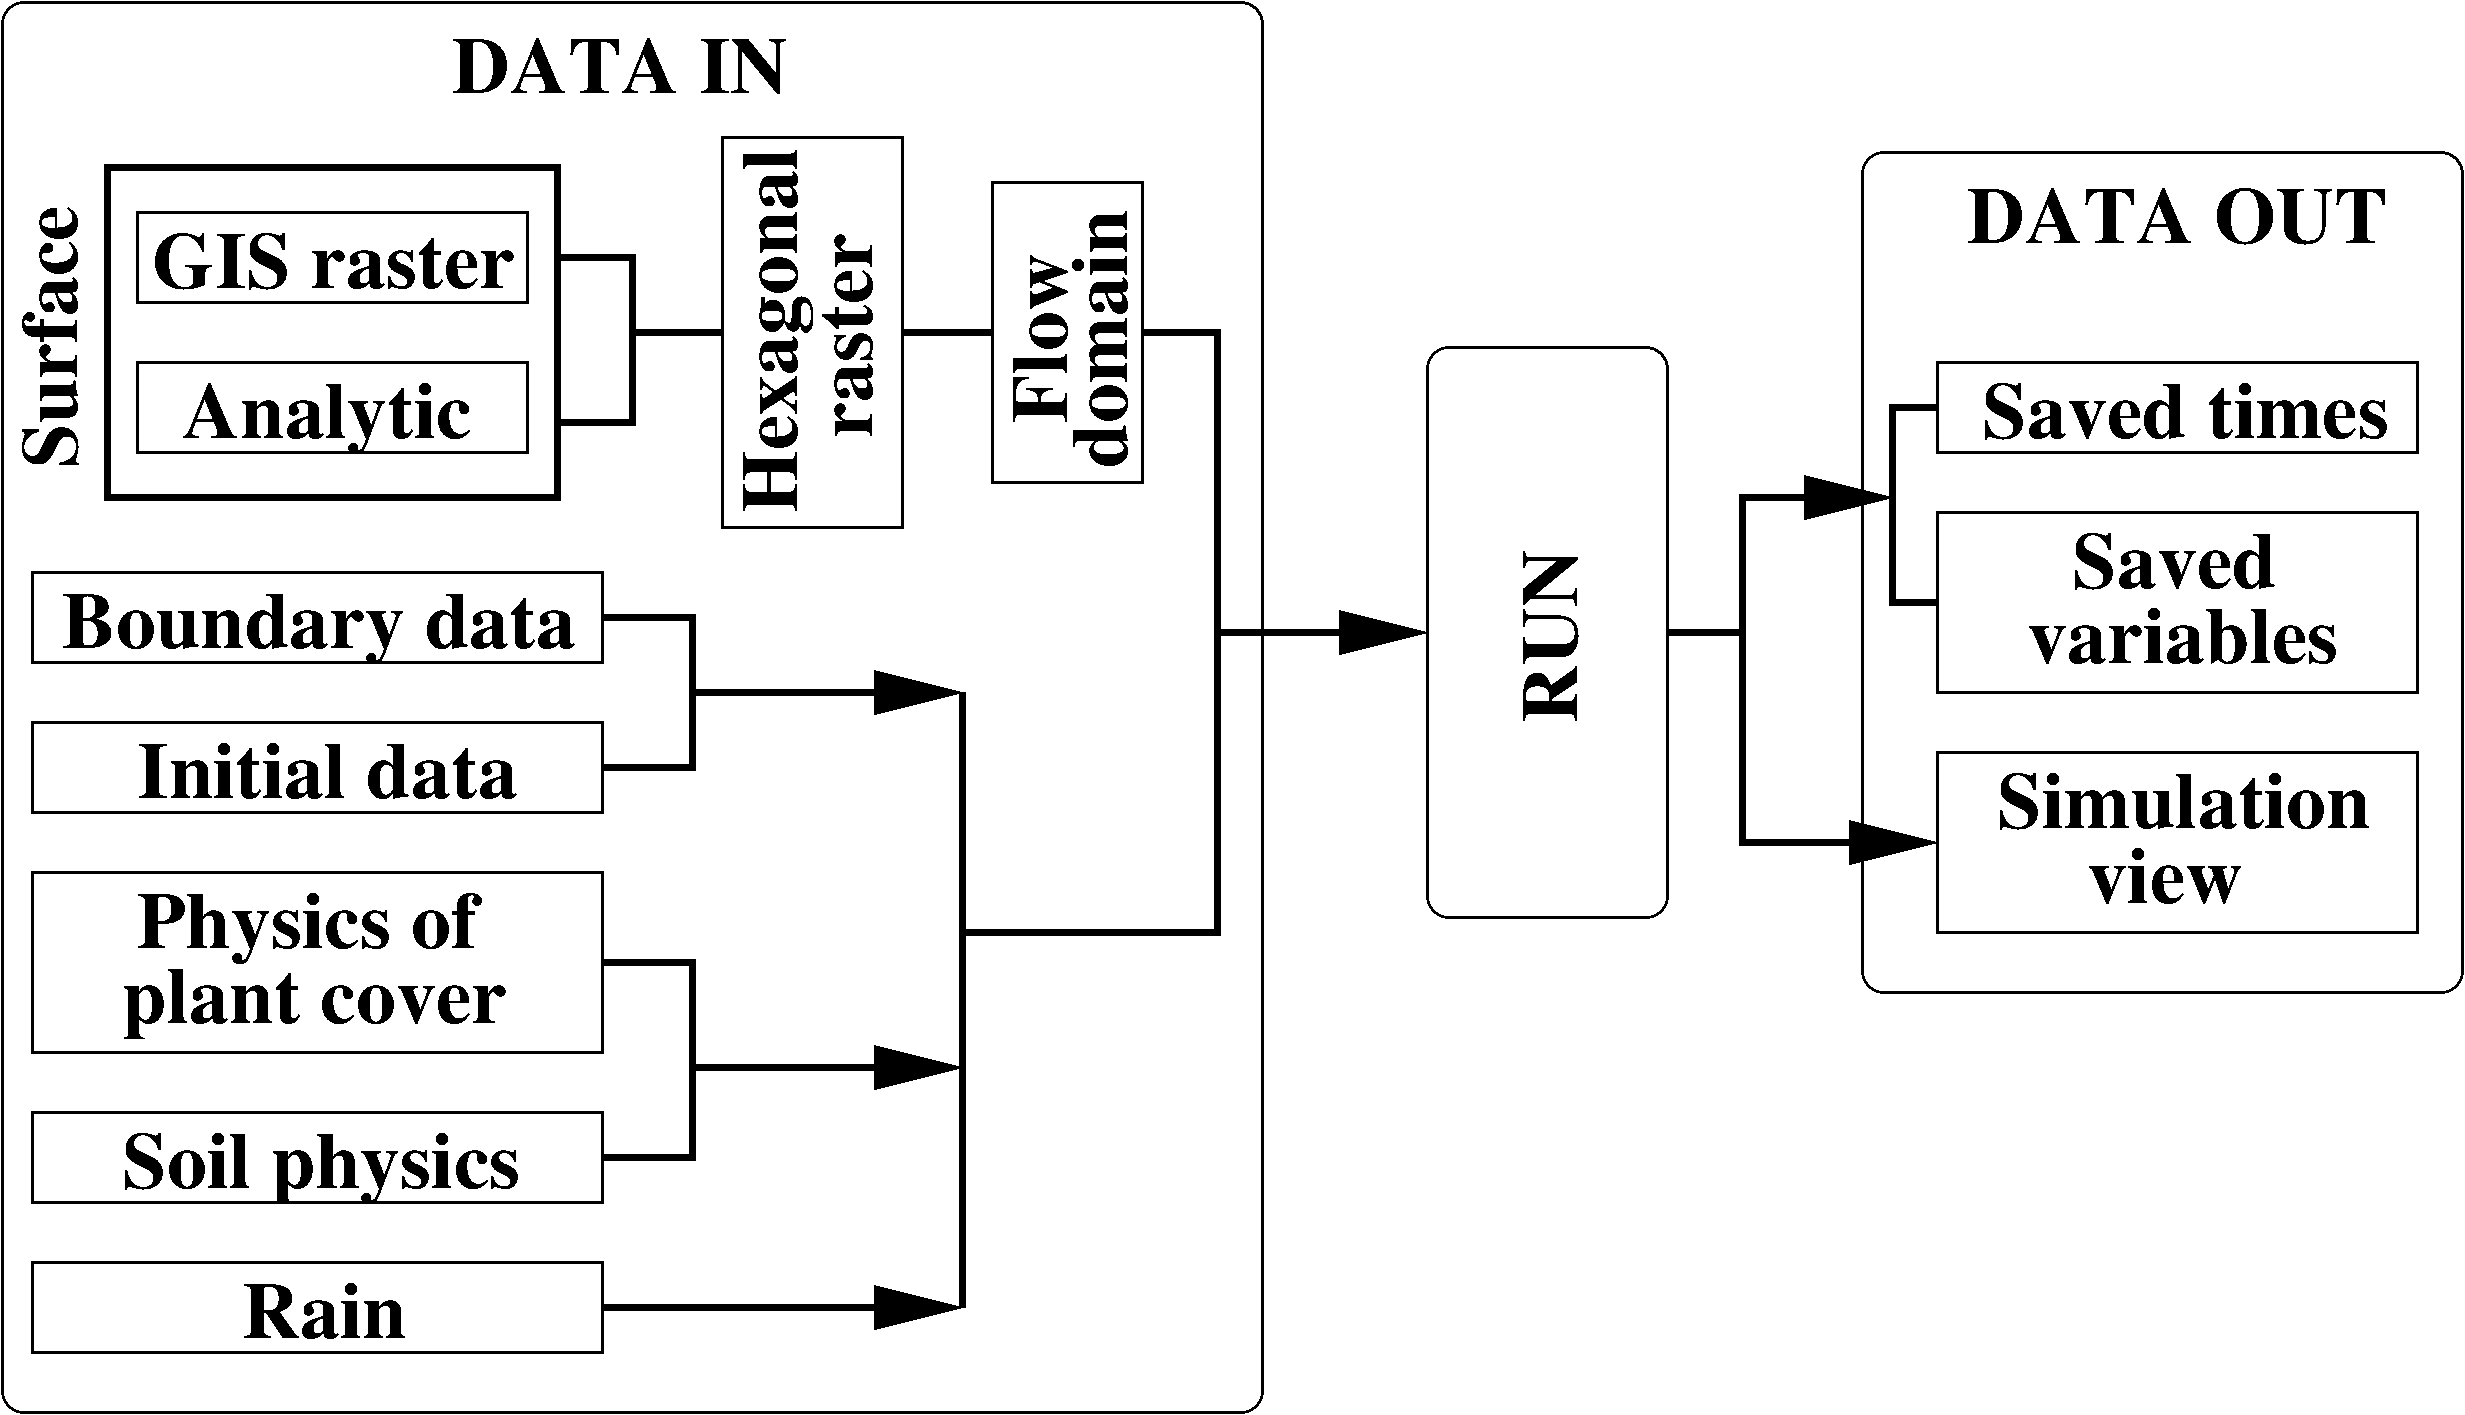 DATA IN
Surface
GIS raster
Analytic
Hexagonal
raster
Flow
domain
Boundary data
Initial data
Physics of
plant cover
Soil physics
Rain
RUN
DATA OUT
Saved times
Saved
variables
Simulation
view